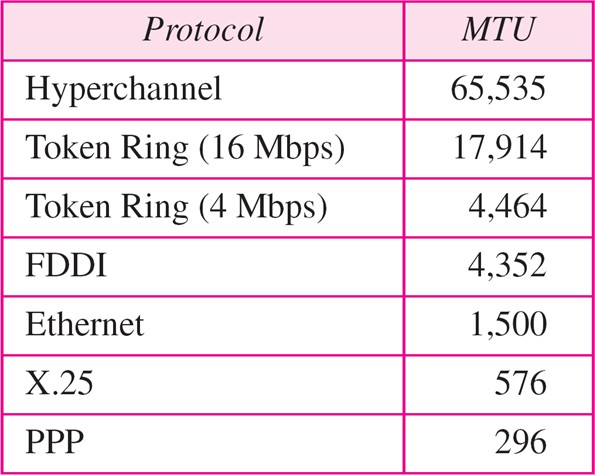 Protocol MTU
Hyperchannel 65,535
Token Ring (16 Mbps) 17,914
Token Ring (4 Mbps) 4,464
FDDI 4,352
Ethernet 1,500
X.25 576
PPP 296